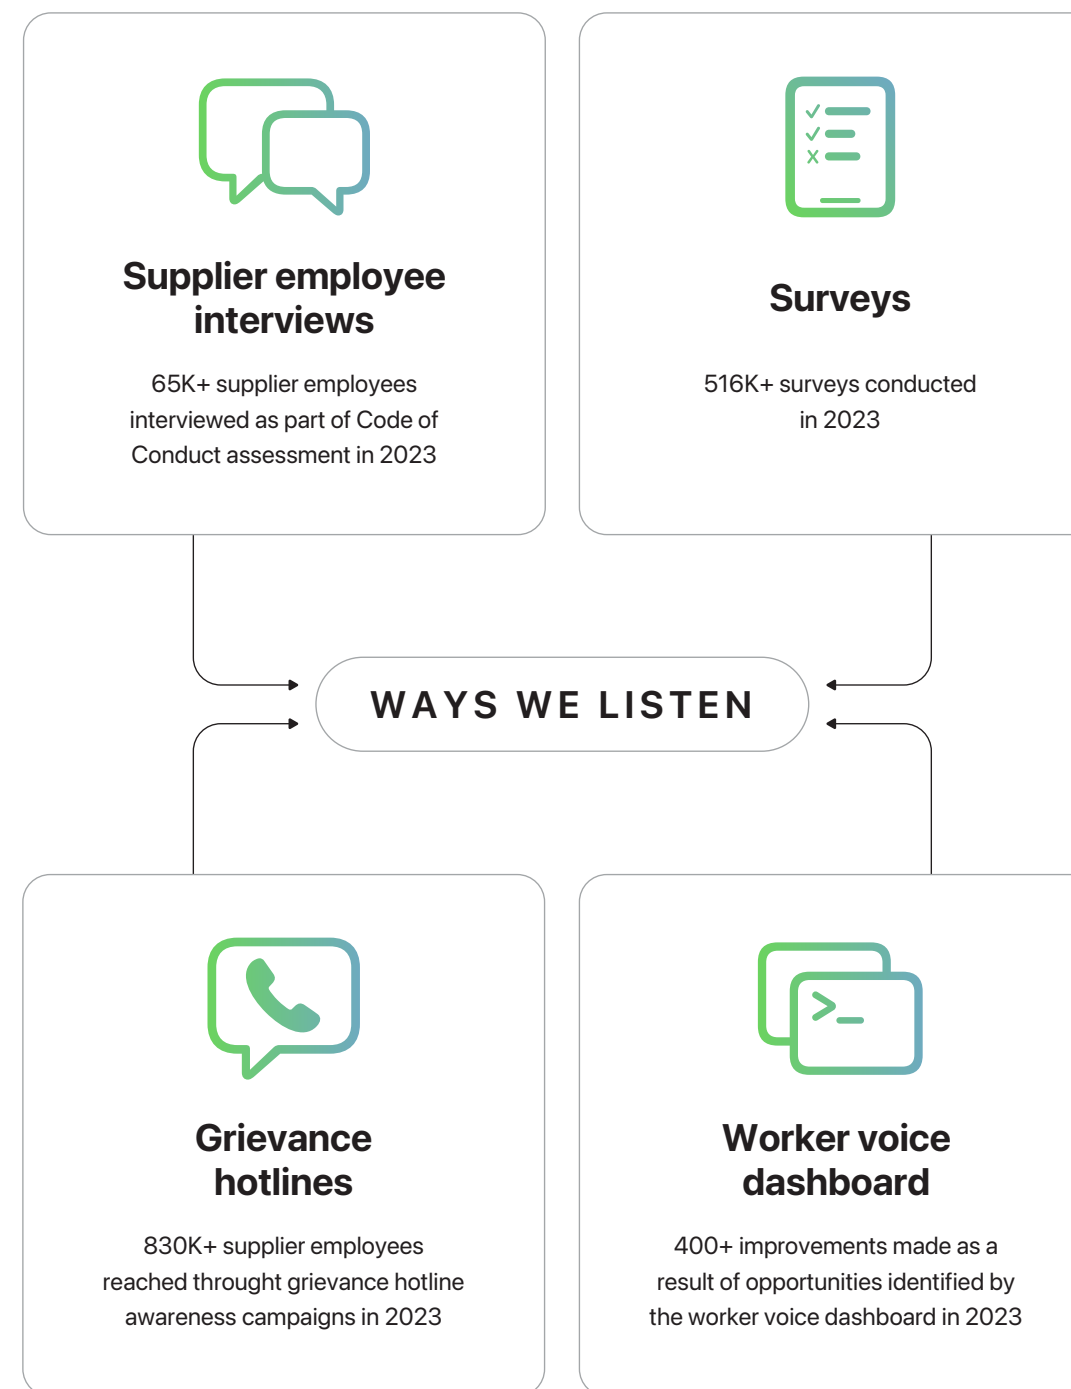 Supplier employee
interviews
65K+ supplier employees
interviewed as part of Code of
Conduct assessment in 2023
Surveys
516K+ surveys conducted
in 2023
WAYS WE LISTEN
Grievance
hotlines
830K+ supplier employees
reached throught grievance hotline
awareness campaigns in 2023
Worker voice
dashboard
400+ improvements made as a
result of opportunities identified by
the worker voice dashboard in 2023